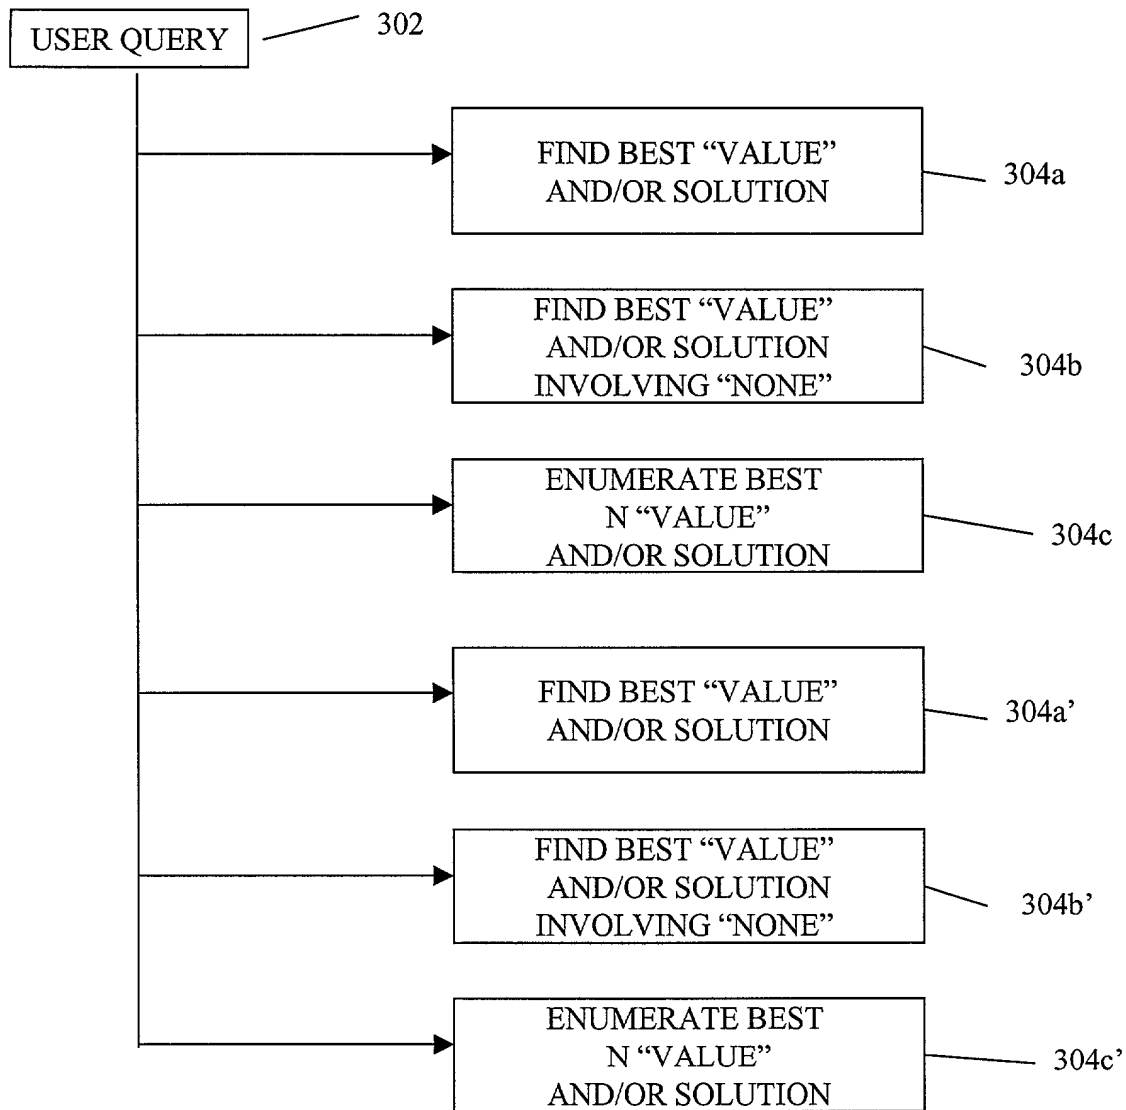 USER QUERY
302
FIND BEST “VALUE”
AND/OR SOLUTION
304a
FIND BEST “VALUE”
AND/OR SOLUTION
INVOLVING “NONE”
304b
ENUMERATE BEST
N “VALUE”
AND/OR SOLUTION
304c
FIND BEST “VALUE”
AND/OR SOLUTION
304a’
FIND BEST “VALUE”
AND/OR SOLUTION
INVOLVING “NONE”
304b’
ENUMERATE BEST
N “VALUE”
AND/OR SOLUTION
304c’